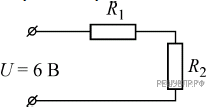 R₁
U = 6 В
R₂
РЕШУВПР.РФ